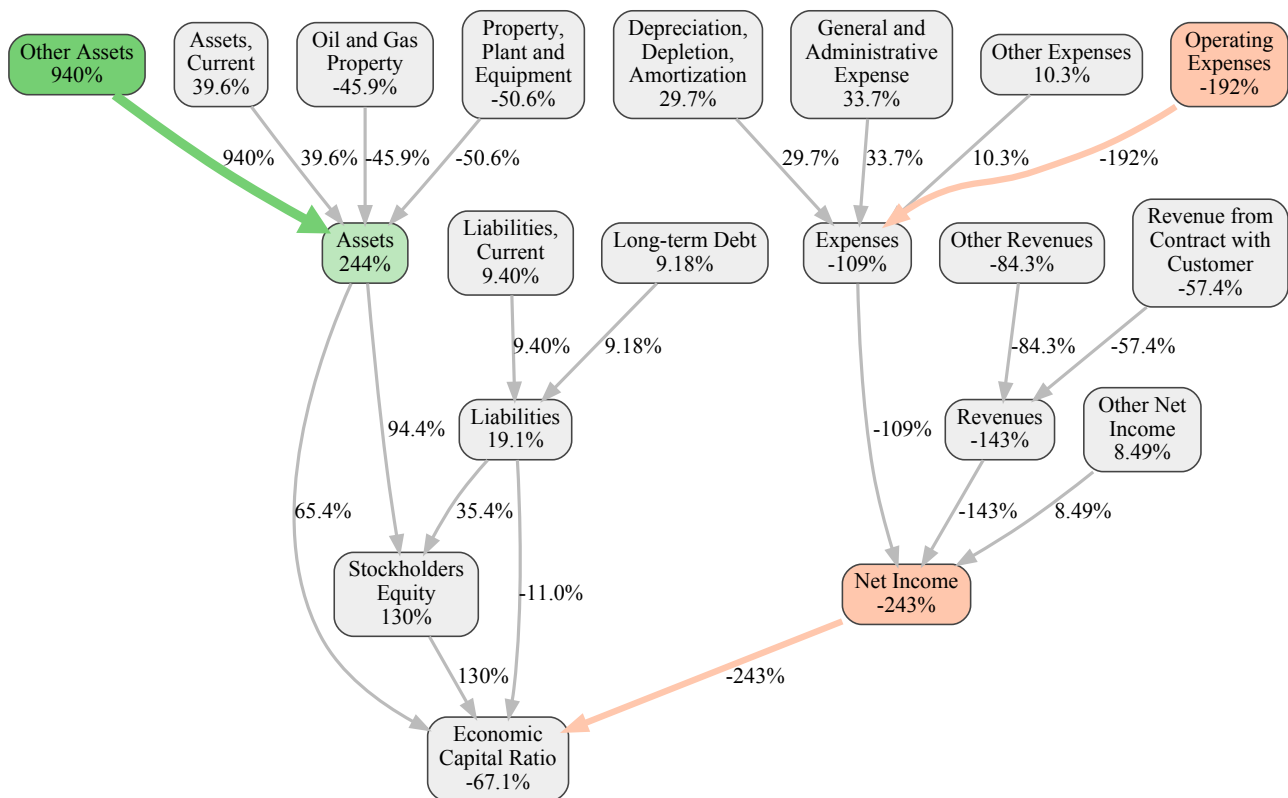 Other Assets
940%
Assets,
Current
39.6%
Oil and Gas
Property
-45.9%
Property,
Plant and
Equipment
-50.6%
Depreciation,
Depletion,
Amortization
29.7%
General and
Administrative
Expense
33.7%
Other Expenses
10.3%
Operating
Expenses
-192%
940%
39.6%
-45.9%
-50.6%
29.7%
33.7%
10.3%
-192%
Assets
244%
Liabilities,
Current
9.40%
Long-term Debt
9.18%
Expenses
-109%
Other Revenues
-84.3%
Revenue from
Contract with
Customer
-57.4%
9.40%
9.18%
-84.3%
-57.4%
94.4%
Liabilities
19.1%
-109%
Revenues
-143%
Other Net
Income
8.49%
65.4%
35.4%
-143%
8.49%
Stockholders
Equity
130%
-11.0%
Net Income
-243%
130%
-243%
Economic
Capital Ratio
-67.1%